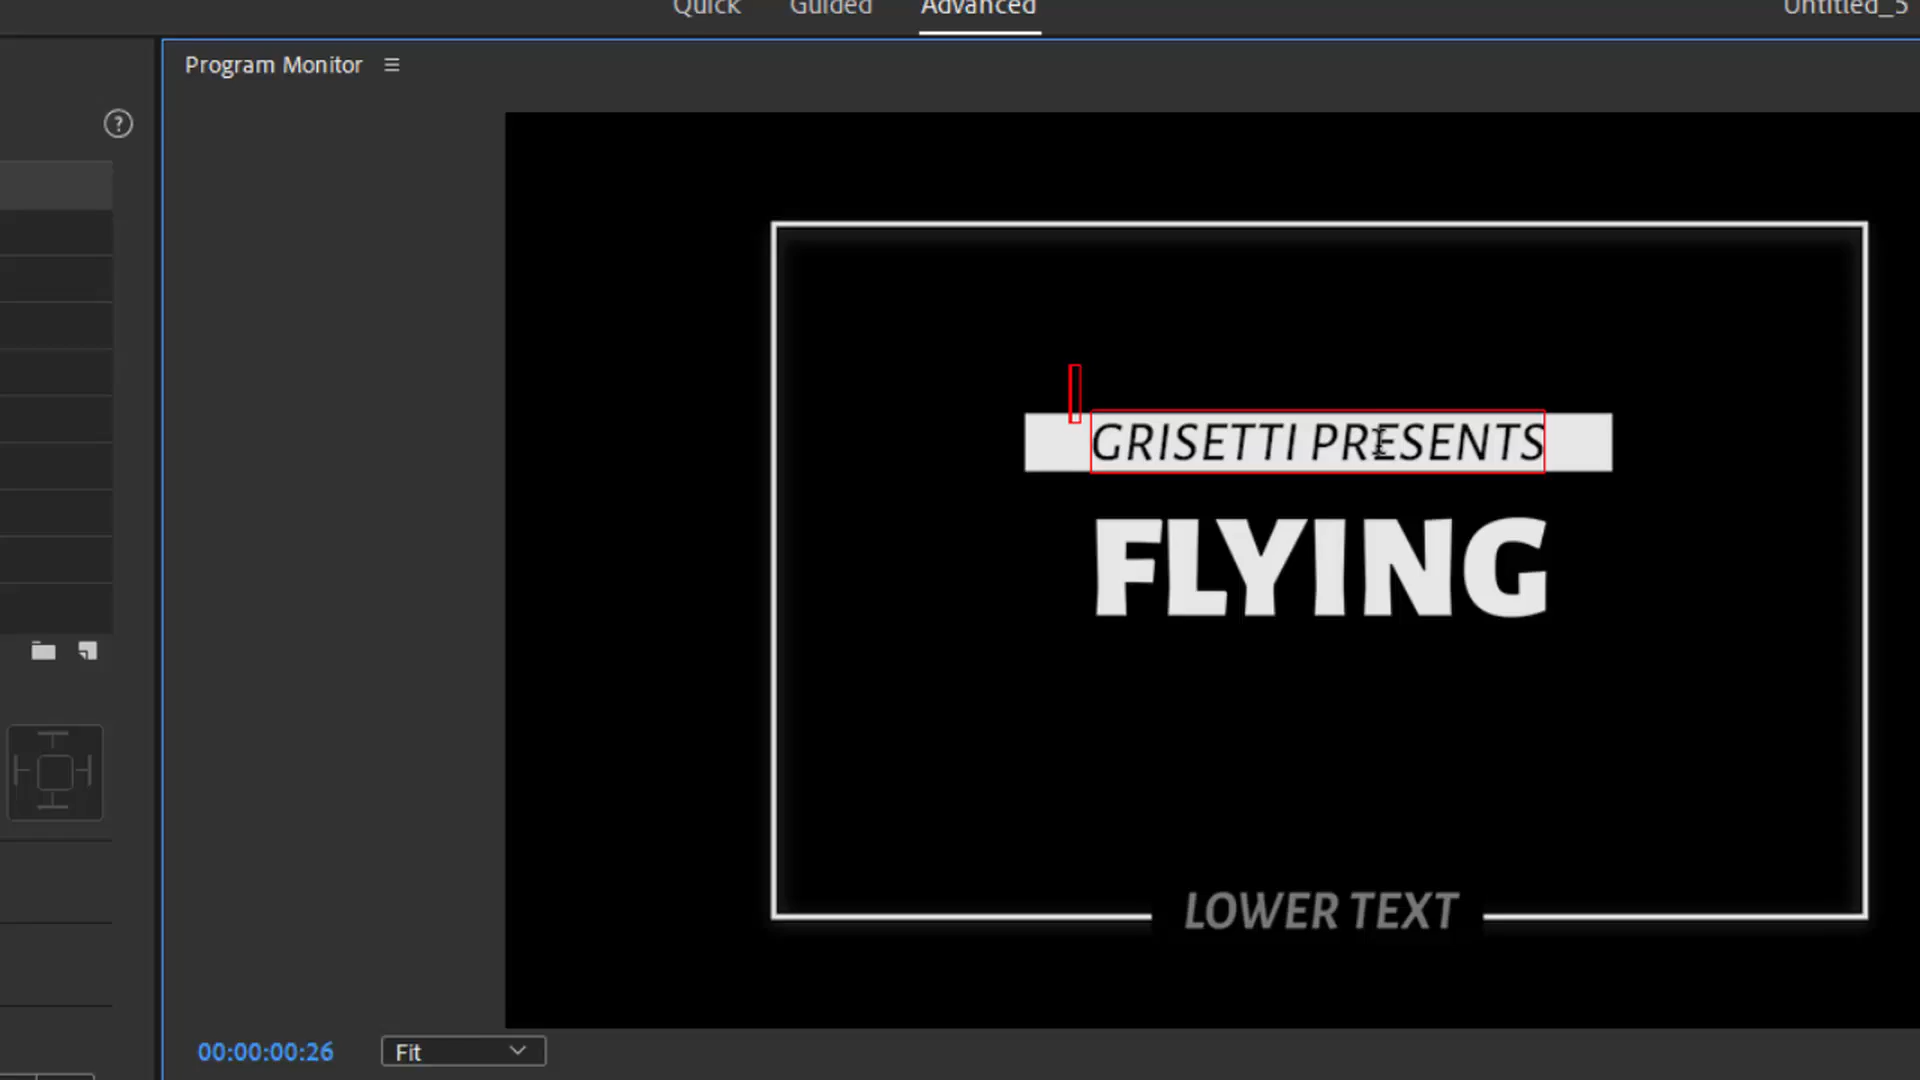 Quick Guided Advanced Untitled_5
Program Monitor
?
GRISETTI PRESENTS
FLYING
LOWER TEXT
00:00:00:26 Fit